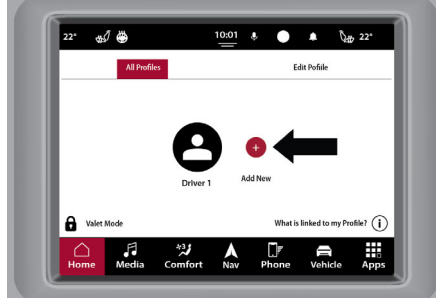 22° 10:01 22°
All Profiles Edit Pofiile
Driver 1 Add New
Valet Mode What is linked to my Profile?
Home Media Comfort Nav Phone Vehicle Apps